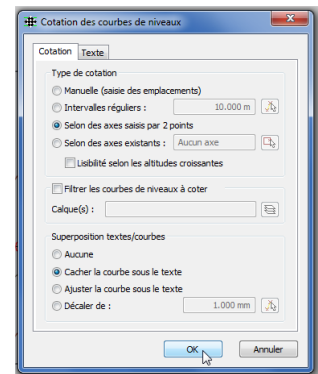 Cotation des courbes de niveaux
Cotation Texte
Type de cotation
Manuelle (saisie des emplacements)
Intervalles réguliers : 10.000 m
Selon des axes saisis par 2 points
Selon des axes existants : Aucun axe
Lisibilité selon les altitudes croissantes
Filtrer les courbes de niveaux à coter
Calque(s) :
Superposition textes/courbes
Aucune
Cacher la courbe sous le texte
Ajuster la courbe sous le texte
Décaler de : 1.000 mm
OK Annuler